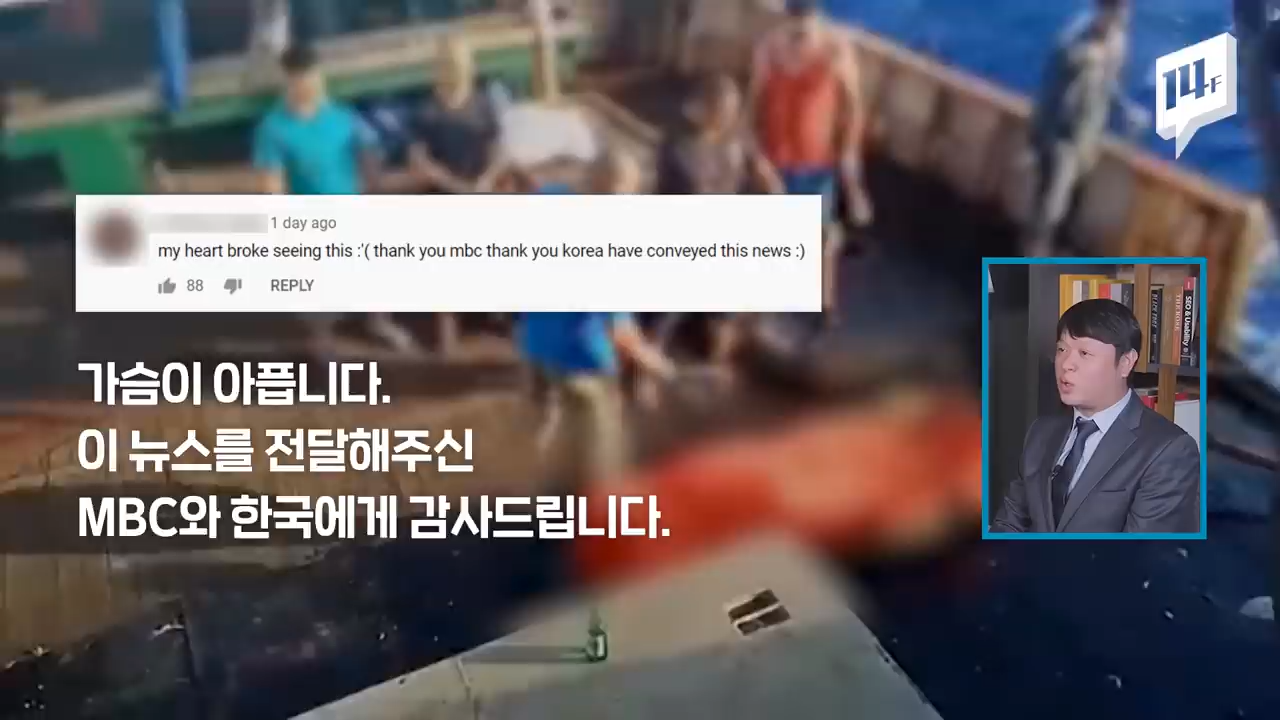 14F
1 day ago
my heart broke seeing this :'( thank you mbc thank you korea have conveyed this news :)
88
REPLY
가슴이 아픕니다.
이 뉴스를 전달해주신
MBC와 한국에게 감사드립니다.
SEO & Usability